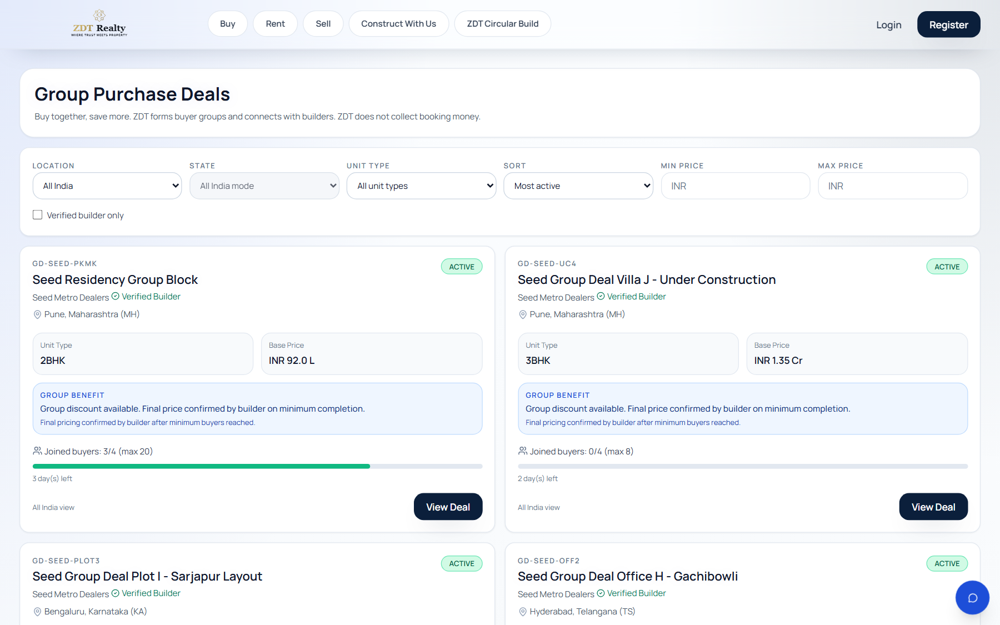 ZDT Realty
WHERE TRUST MEETS PROPERTY
Buy
Rent
Sell
Construct With Us
ZDT Circular Build
Login
Register
Group Purchase Deals
Buy together, save more. ZDT forms buyer groups and connects with builders. ZDT does not collect booking money.
LOCATION
STATE
UNIT TYPE
SORT
MIN PRICE
MAX PRICE
All India
All India mode
All unit types
Most active
INR
INR
Verified builder only
GD-SEED-PKMK
ACTIVE
Seed Residency Group Block
Seed Metro Dealers Verified Builder
Pune, Maharashtra (MH)
Unit Type
2BHK
Base Price
INR 92.0 L
GROUP BENEFIT
Group discount available. Final price confirmed by builder on minimum completion.
Final pricing confirmed by builder after minimum buyers reached.
Joined buyers: 3/4 (max 20)
3 day(s) left
All India view
View Deal
GD-SEED-UC4
ACTIVE
Seed Group Deal Villa J - Under Construction
Seed Metro Dealers Verified Builder
Pune, Maharashtra (MH)
Unit Type
3BHK
Base Price
INR 1.35 Cr
GROUP BENEFIT
Group discount available. Final price confirmed by builder on minimum completion.
Final pricing confirmed by builder after minimum buyers reached.
Joined buyers: 0/4 (max 8)
2 day(s) left
All India view
View Deal
GD-SEED-PLOT3
ACTIVE
Seed Group Deal Plot I - Sarjapur Layout
Seed Metro Dealers Verified Builder
Bengaluru, Karnataka (KA)
GD-SEED-OFF2
ACTIVE
Seed Group Deal Office H - Gachibowli
Seed Metro Dealers Verified Builder
Hyderabad, Telangana (TS)